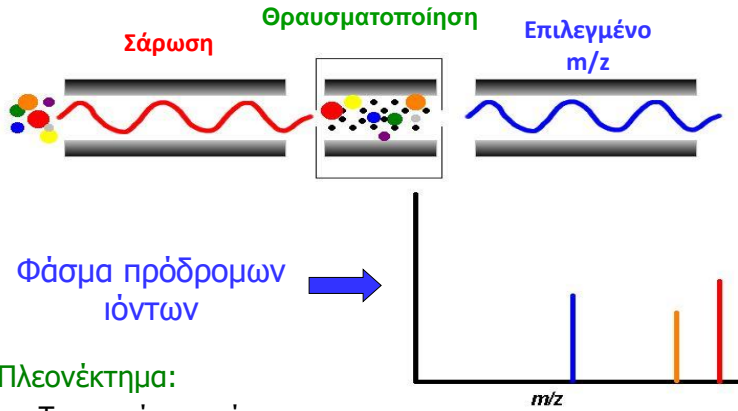 Θραυσματοποίηση
Σάρωση
Επιλεγμένο
m/z
Φάσμα πρόδρομων
ιόντων
Πλεονέκτημα:
m/z